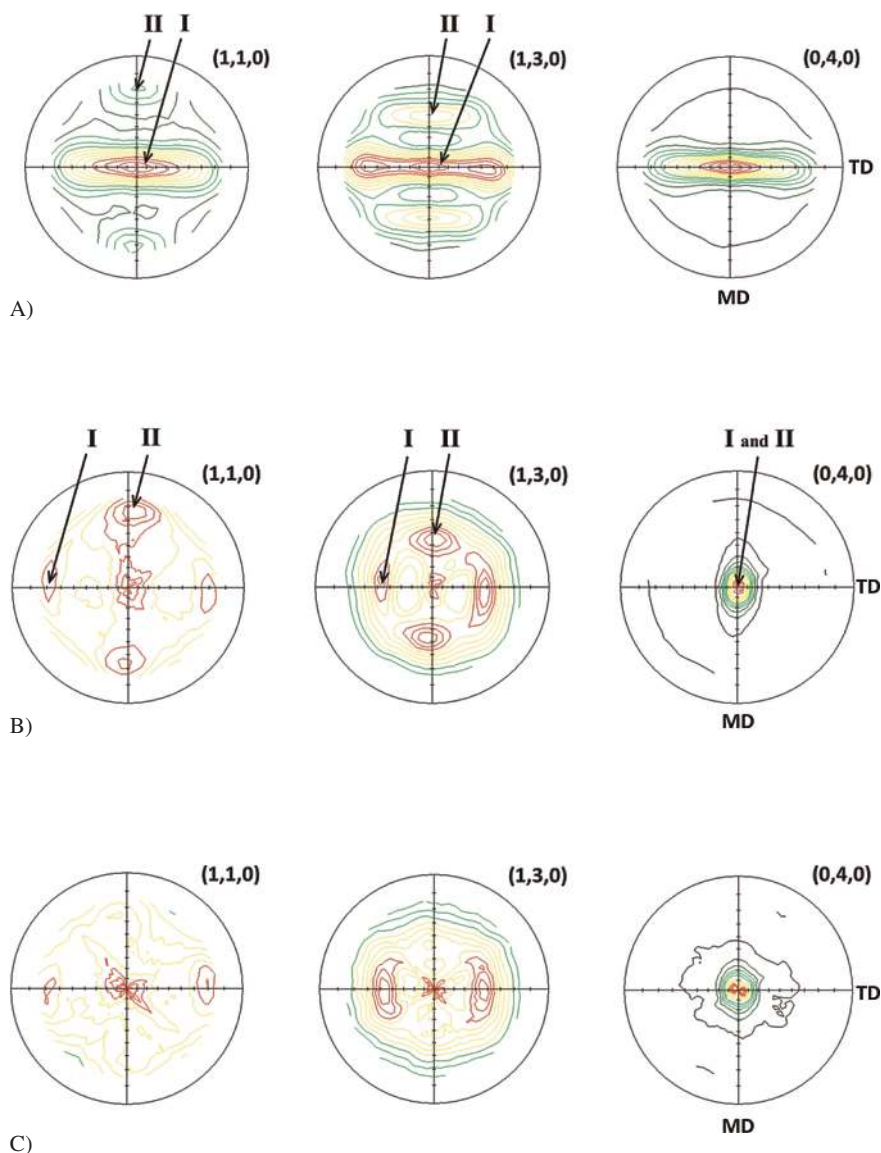 II I
(1,1,0)
II I
(1,3,0)
(0,4,0)
TD
MD
A)
I II
(1,1,0)
I II
(1,3,0)
I and II
(0,4,0)
TD
MD
B)
(1,1,0)
(1,3,0)
(0,4,0)
TD
MD
C)